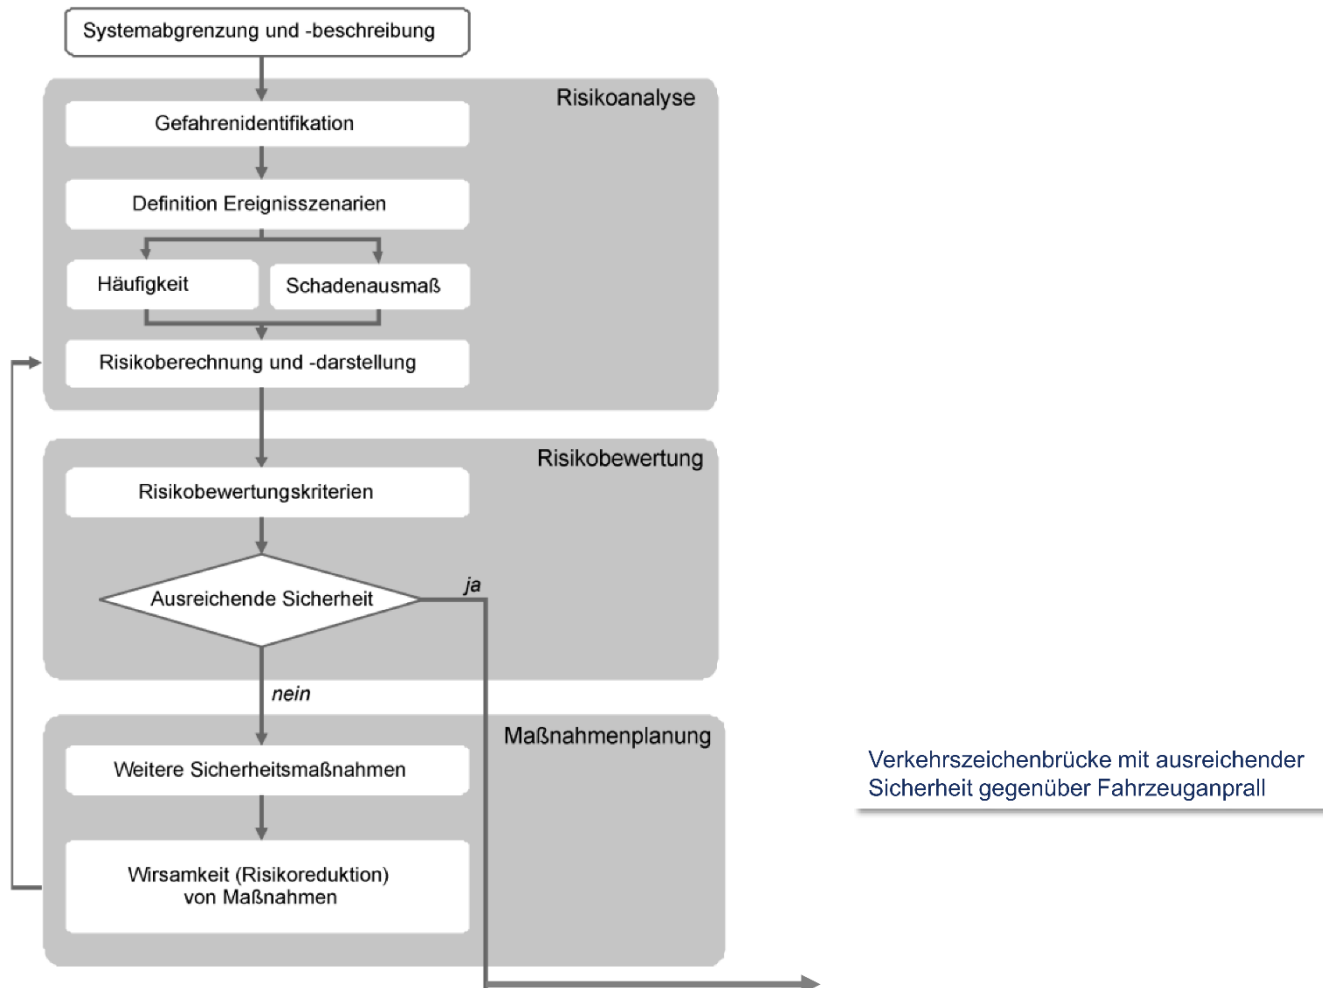 Systemabgrenzung und -beschreibung
Risikoanalyse
Gefahrenidentifikation
Definition Ereignisszenarien
Häufigkeit
Schadenausmaß
Risikoberechnung und -darstellung
Risikobewertung
Risikobewertungskriterien
Ausreichende Sicherheit
ja
nein
Maßnahmenplanung
Weitere Sicherheitsmaßnahmen
Wirsamkeit (Risikoreduktion)
von Maßnahmen
Verkehrszeichenbrücke mit ausreichender
Sicherheit gegenüber Fahrzeuganprall